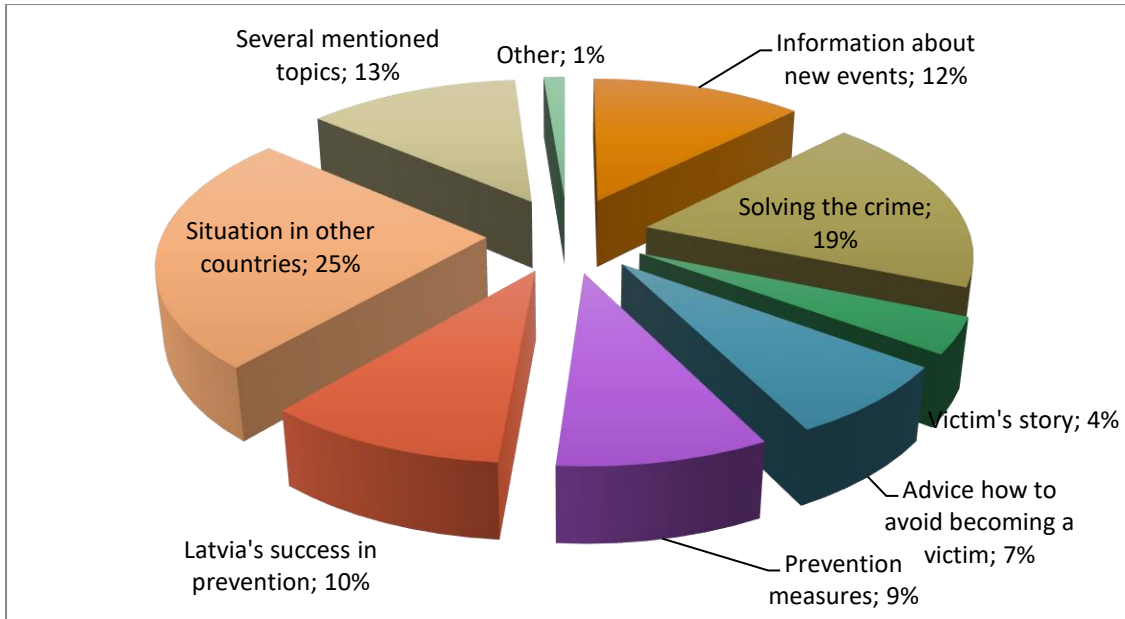 Several mentioned
topics; 13%
Other; 1%
Information about
new events; 12%
Solving the crime;
19%
Situation in other
countries; 25%
Victim's story; 4%
Advice how to
avoid becoming a
victim; 7%
Latvia's success in
prevention; 10%
Prevention
measures; 9%